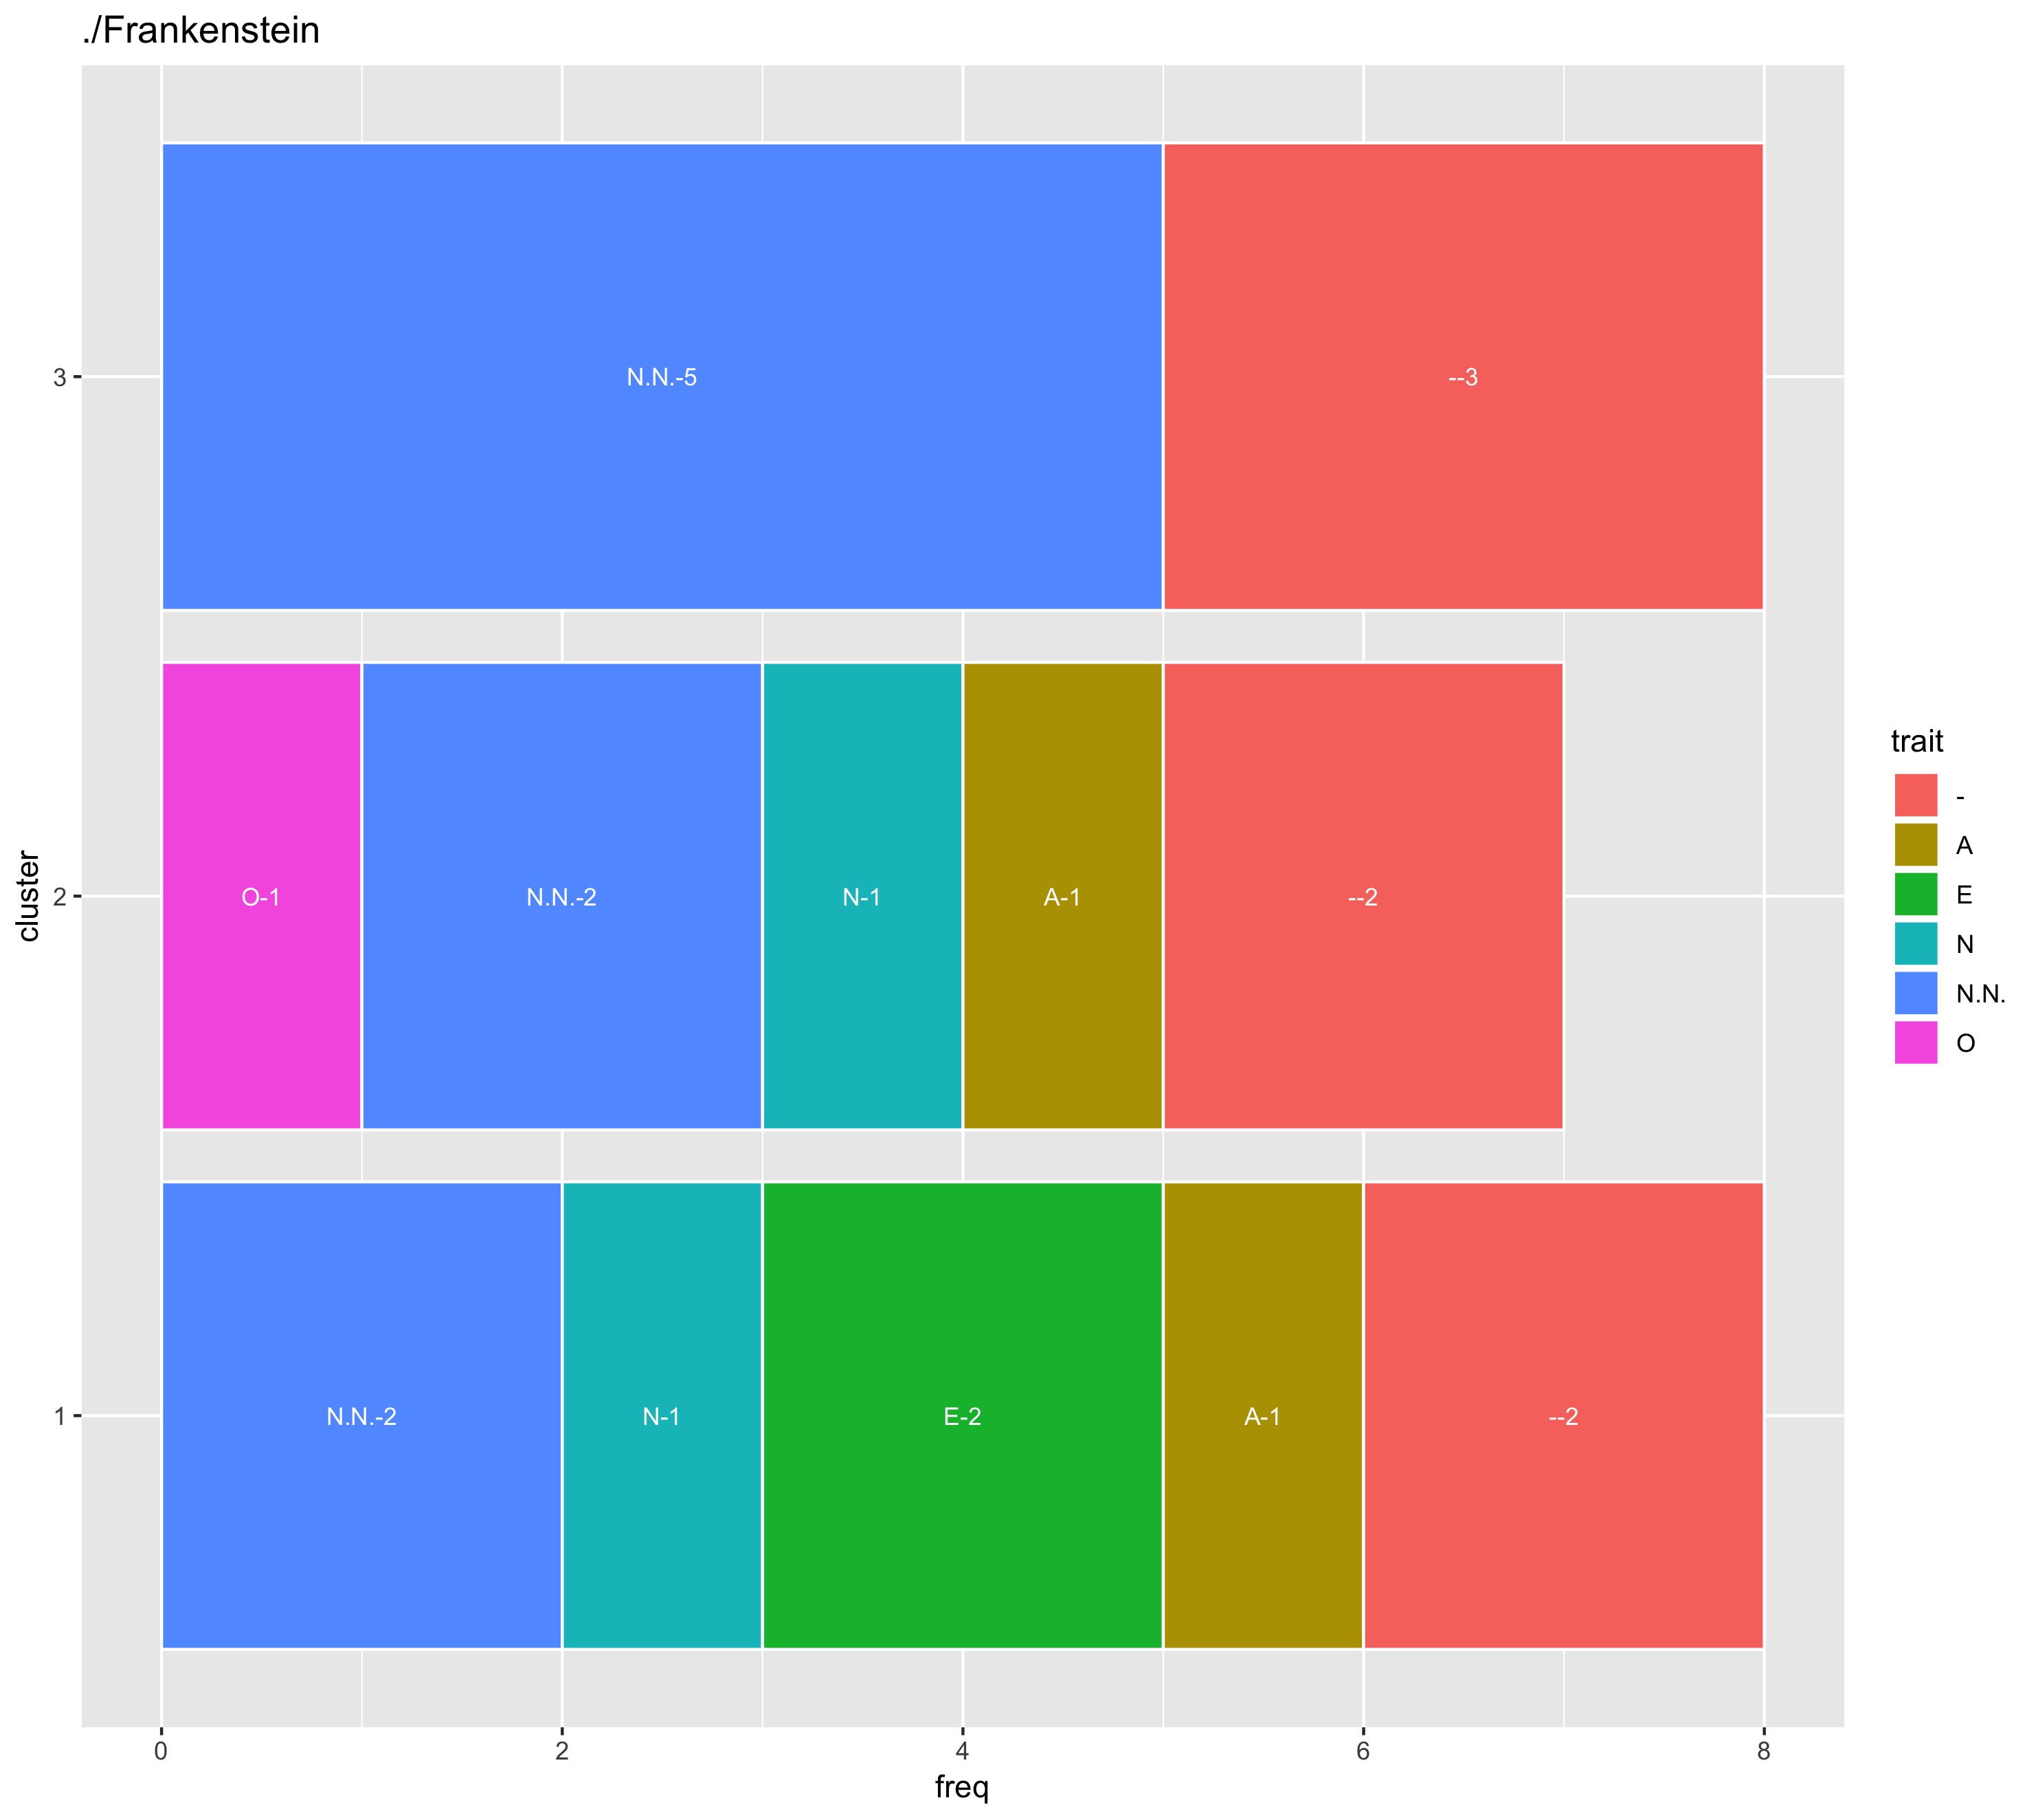 ./Frankenstein
3
N.N.-5
--3
cluster
2
O-1
N.N.-2
N-1
A-1
--2
1
N.N.-2
N-1
E-2
A-1
--2
0
2
4
6
8
freq
trait
-
A
E
N
N.N.
O